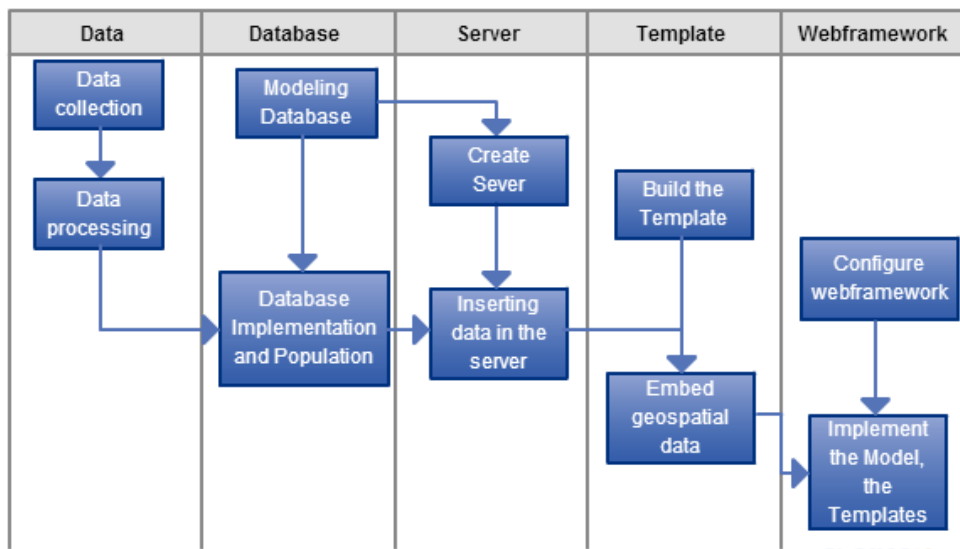 Data
Database
Server
Template
Webframework
Data
collection
Data
processing
Modeling
Database
Database
Implementation
and Population
Create
Sever
Inserting
data in the
server
Build the
Template
Embed
geospatial
data
Configure
webframework
Implement
the Model,
the
Templates